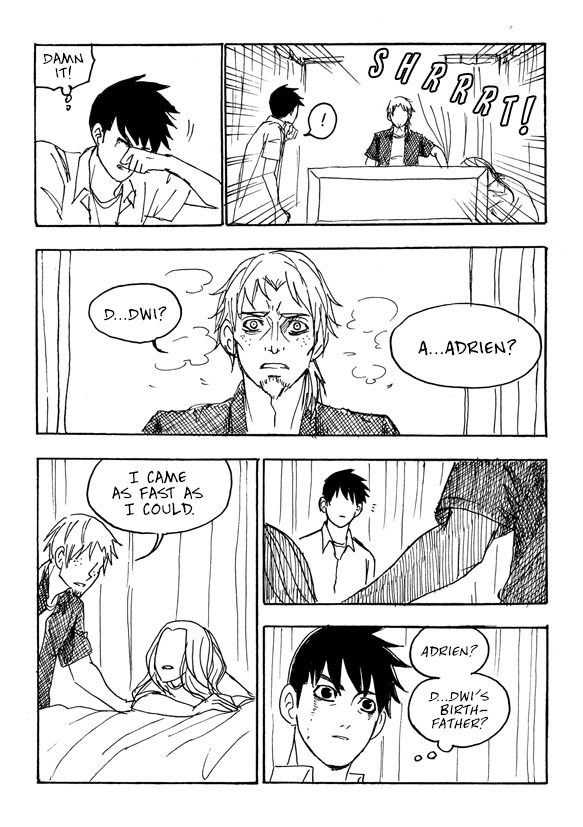 DAMN
IT!
SHRRRT!
!
D...DWI?
A...ADRIEN?
I CAME
AS FAST AS
I COULD.
ADRIEN?
D...DWI'S
BIRTH-
FATHER?